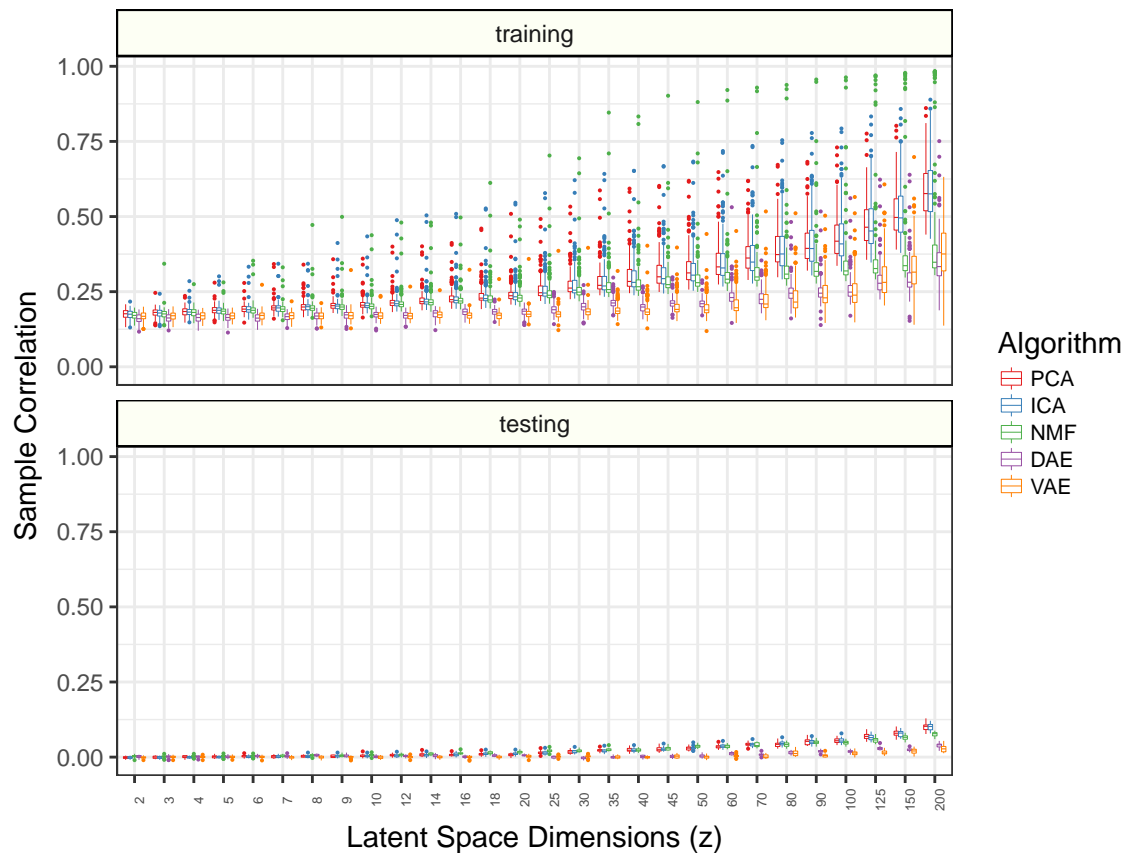 training
1.00
0.75
0.50
0.25
0.00
testing
1.00
0.75
0.50
0.25
0.00
Sample Correlation
2 3 4 5 6 7 8 9 10 12 14 16 18 20 25 30 35 40 45 50 60 70 80 90 100 125 150 200
Latent Space Dimensions (z)
Algorithm
PCA
ICA
NMF
DAE
VAE